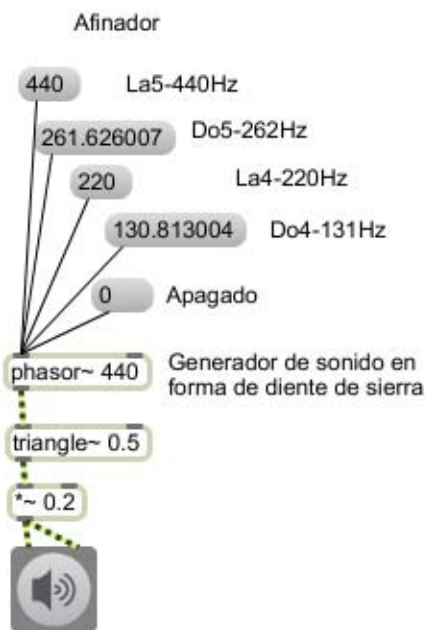 Afinador
440 La5-440Hz
261.626007 Do5-262Hz
220 La4-220Hz
130.813004 Do4-131Hz
0 Apagado
phasor~ 440
Generador de sonido en
forma de diente de sierra
triangle~ 0.5
*~ 0.2